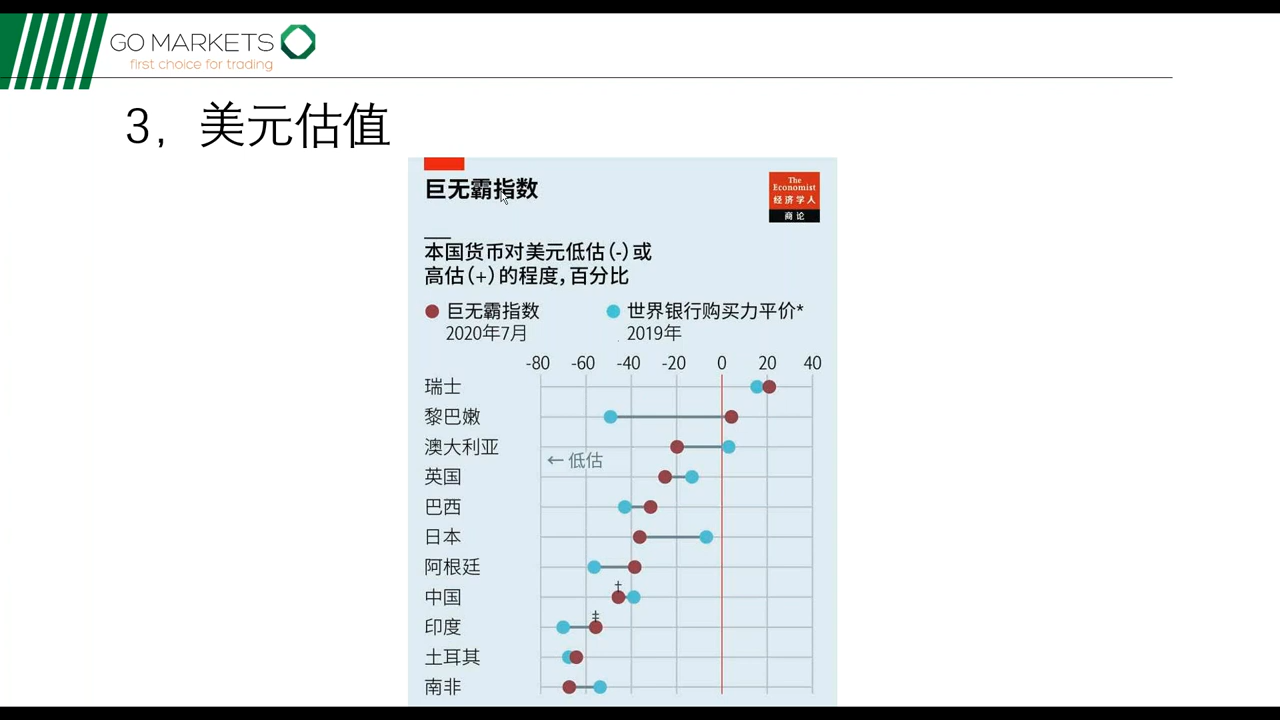 GO MARKETS
first choice for trading
3，美元估值
巨无霸指数
The
Economist
经济学人
商论
本国货币对美元低估(-)或
高估(+)的程度,百分比
巨无霸指数 世界银行购买力平价*
2020年7月 2019年
-80 -60 -40 -20 0 20 40
瑞士
黎巴嫩
澳大利亚
← 低估
英国
巴西
日本
阿根廷
†
中国
‡
印度
土耳其
南非